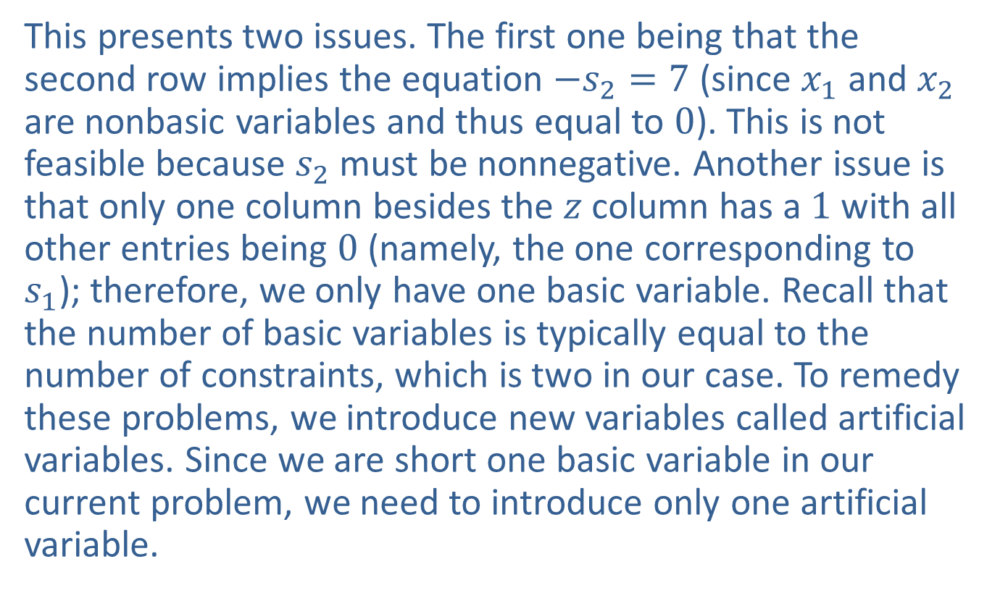 This presents two issues. The first one being that the
second row implies the equation −s₂ = 7 (since x₁ and x₂
are nonbasic variables and thus equal to 0). This is not
feasible because s₂ must be nonnegative. Another issue is
that only one column besides the z column has a 1 with all
other entries being 0 (namely, the one corresponding to
s₁); therefore, we only have one basic variable. Recall that
the number of basic variables is typically equal to the
number of constraints, which is two in our case. To remedy
these problems, we introduce new variables called artificial
variables. Since we are short one basic variable in our
current problem, we need to introduce only one artificial
variable.